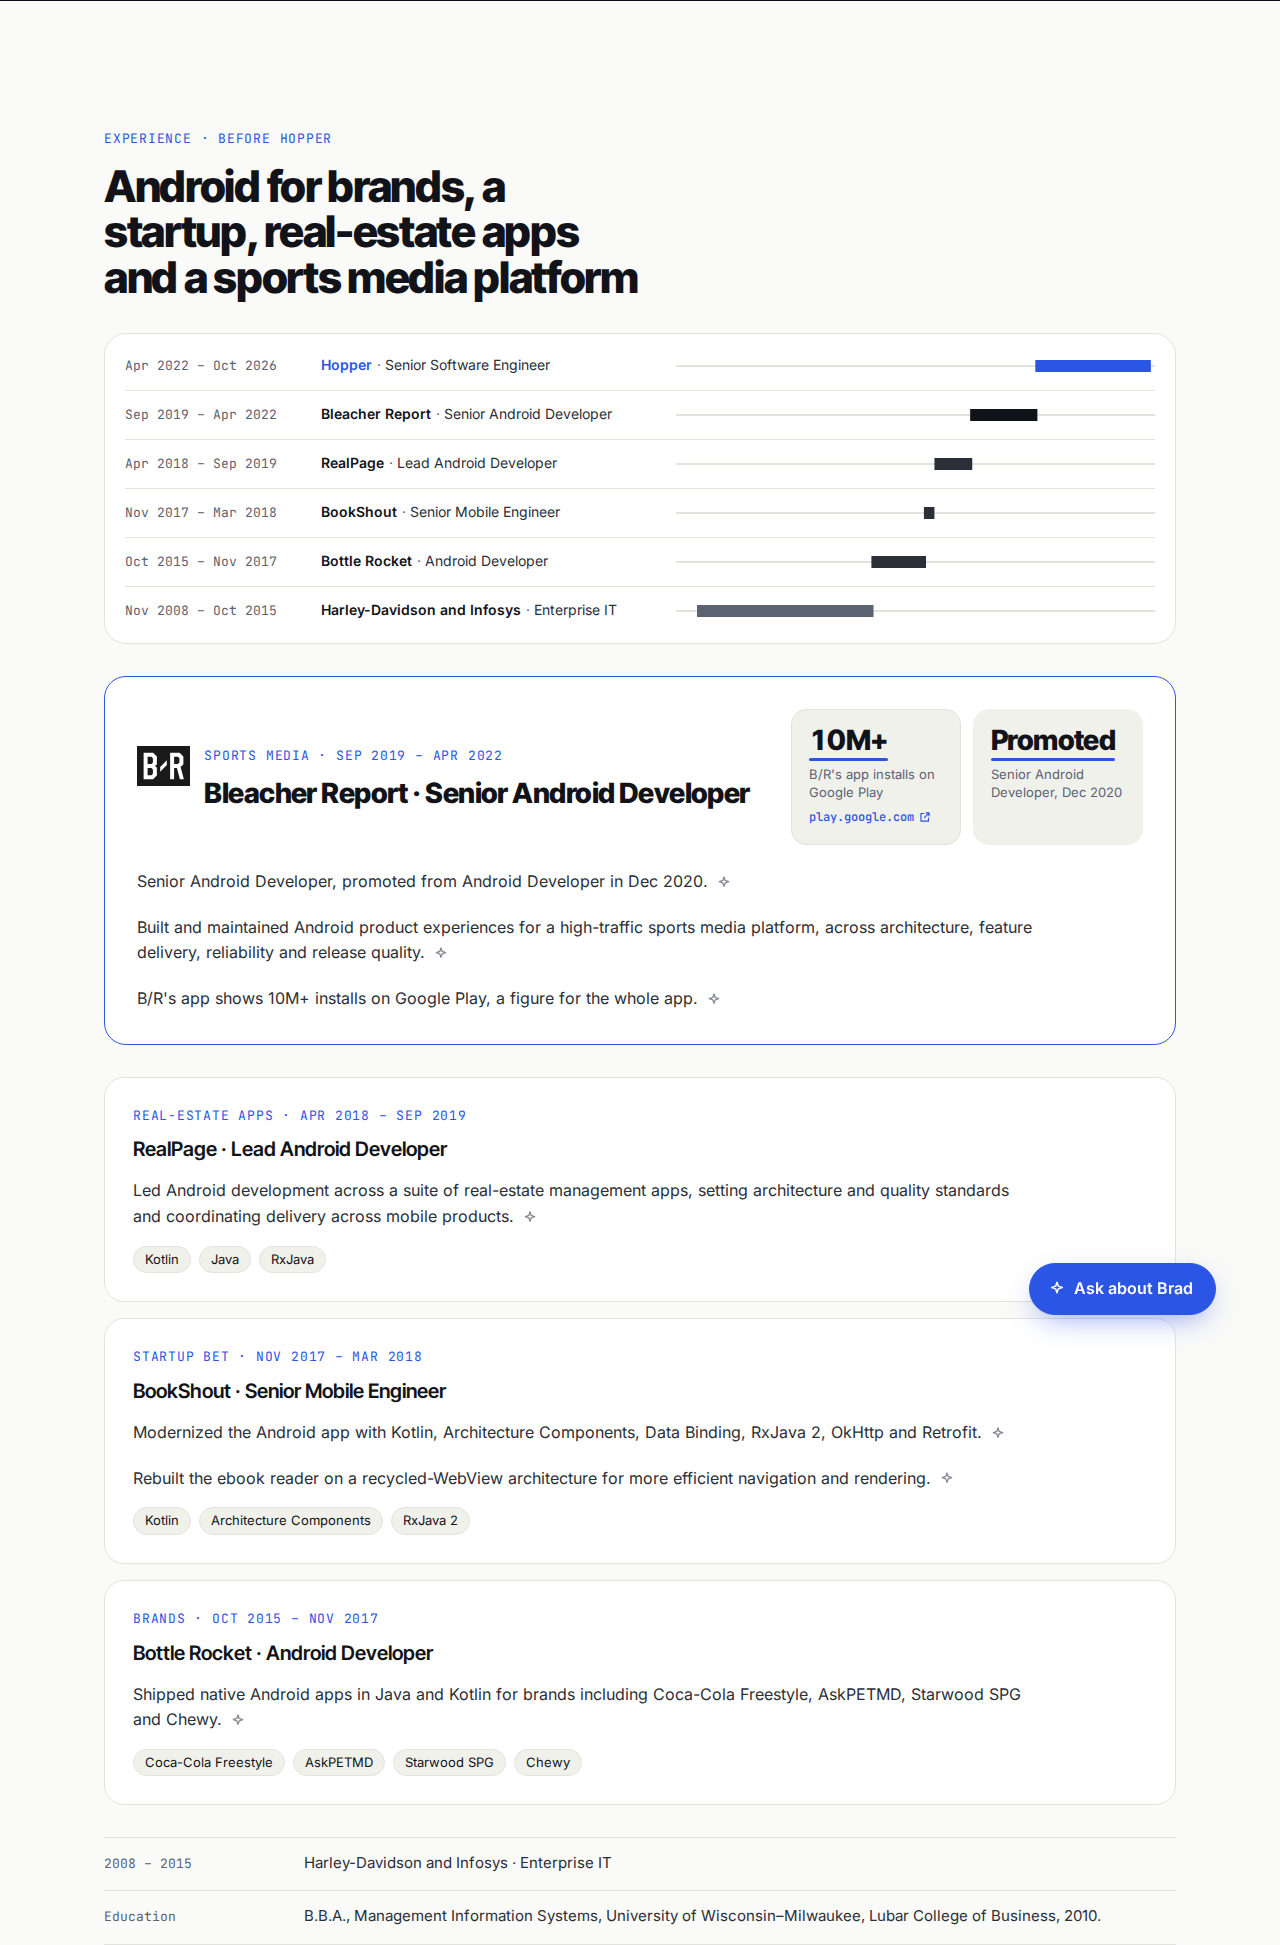 EXPERIENCE · BEFORE HOPPER
Android for brands, a
startup, real-estate apps
and a sports media platform
Apr 2022 – Oct 2026 Hopper · Senior Software Engineer
Sep 2019 – Apr 2022 Bleacher Report · Senior Android Developer
Apr 2018 – Sep 2019 RealPage · Lead Android Developer
Nov 2017 – Mar 2018 BookShout · Senior Mobile Engineer
Oct 2015 – Nov 2017 Bottle Rocket · Android Developer
Nov 2008 – Oct 2015 Harley-Davidson and Infosys · Enterprise IT
B/R
SPORTS MEDIA · SEP 2019 – APR 2022
Bleacher Report · Senior Android Developer
10M+
B/R's app installs on
Google Play
play.google.com
Promoted
Senior Android
Developer, Dec 2020
Senior Android Developer, promoted from Android Developer in Dec 2020.
Built and maintained Android product experiences for a high-traffic sports media platform, across architecture, feature
delivery, reliability and release quality.
B/R's app shows 10M+ installs on Google Play, a figure for the whole app.
REAL-ESTATE APPS · APR 2018 – SEP 2019
RealPage · Lead Android Developer
Led Android development across a suite of real-estate management apps, setting architecture and quality standards
and coordinating delivery across mobile products.
Kotlin Java RxJava
Ask about Brad
STARTUP BET · NOV 2017 – MAR 2018
BookShout · Senior Mobile Engineer
Modernized the Android app with Kotlin, Architecture Components, Data Binding, RxJava 2, OkHttp and Retrofit.
Rebuilt the ebook reader on a recycled-WebView architecture for more efficient navigation and rendering.
Kotlin Architecture Components RxJava 2
BRANDS · OCT 2015 – NOV 2017
Bottle Rocket · Android Developer
Shipped native Android apps in Java and Kotlin for brands including Coca-Cola Freestyle, AskPETMD, Starwood SPG
and Chewy.
Coca-Cola Freestyle AskPETMD Starwood SPG Chewy
2008 – 2015 Harley-Davidson and Infosys · Enterprise IT
Education B.B.A., Management Information Systems, University of Wisconsin–Milwaukee, Lubar College of Business, 2010.